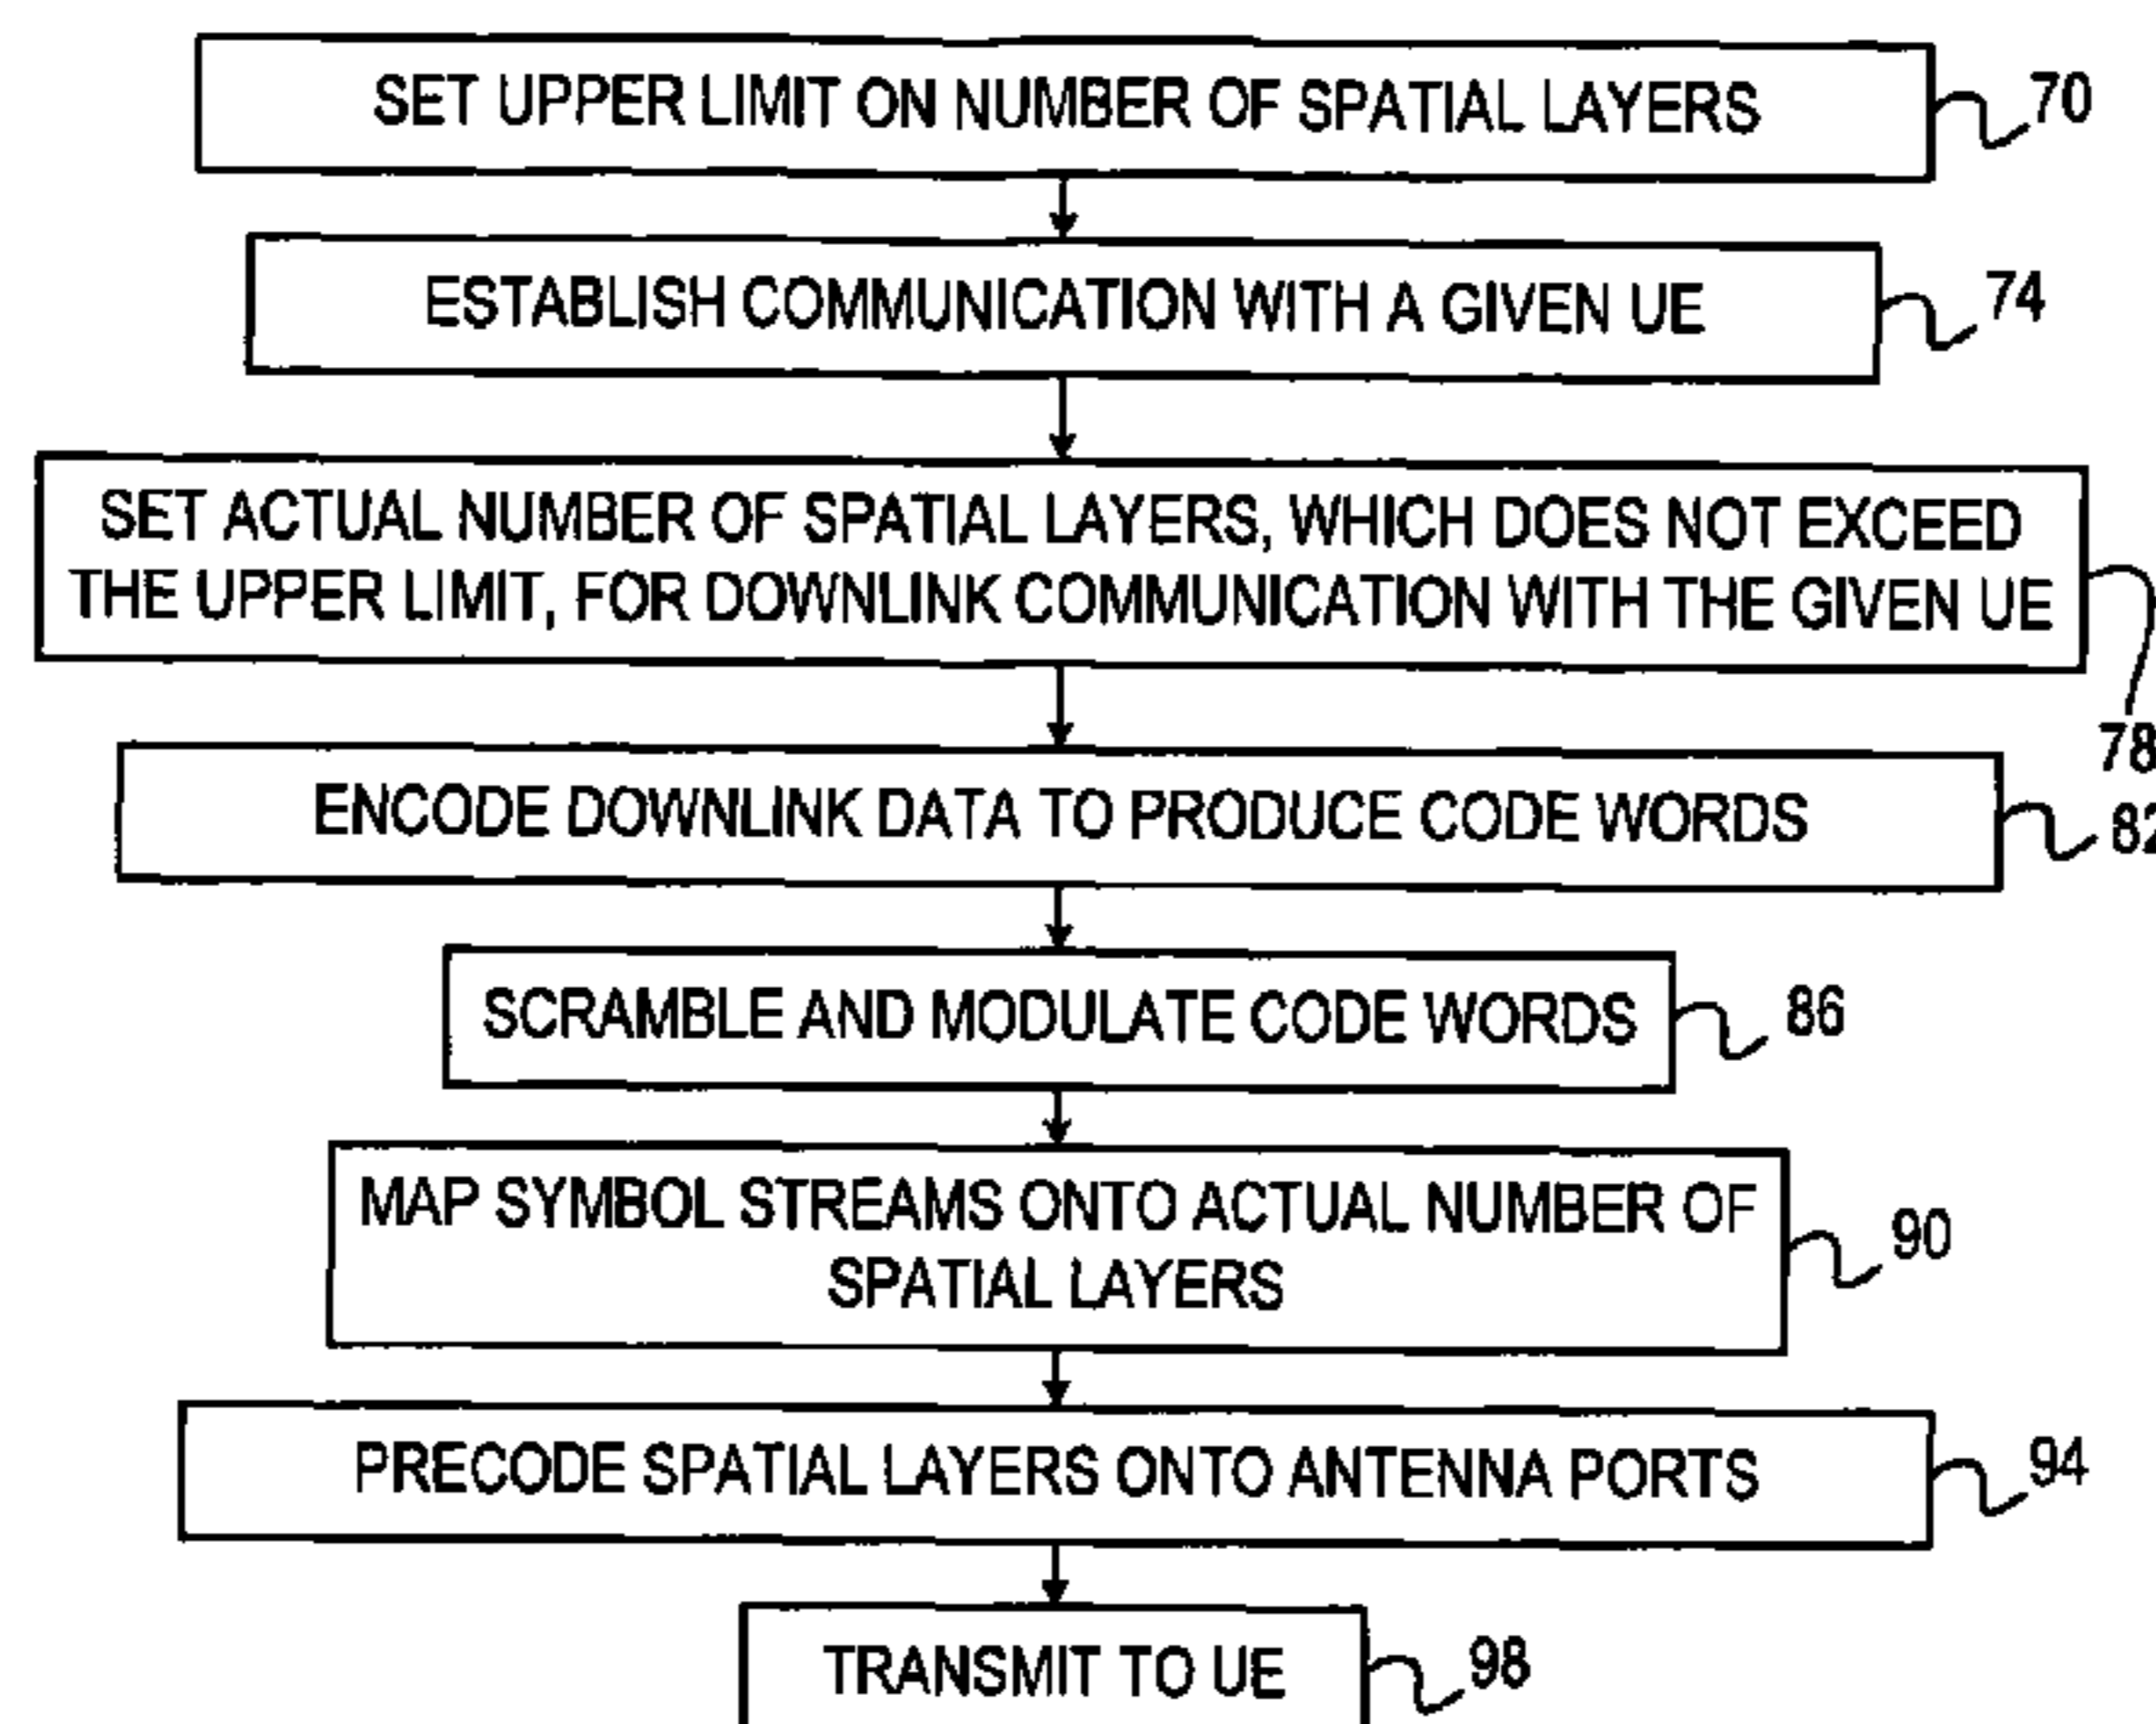 SET UPPER LIMIT ON NUMBER OF SPATIAL LAYERS
70
ESTABLISH COMMUNICATION WITH A GIVEN UE
74
SET ACTUAL NUMBER OF SPATIAL LAYERS, WHICH DOES NOT EXCEED
THE UPPER LIMIT, FOR DOWNLINK COMMUNICATION WITH THE GIVEN UE
78
ENCODE DOWNLINK DATA TO PRODUCE CODE WORDS
82
SCRAMBLE AND MODULATE CODE WORDS
86
MAP SYMBOL STREAMS ONTO ACTUAL NUMBER OF
SPATIAL LAYERS
90
PRECODE SPATIAL LAYERS ONTO ANTENNA PORTS
94
TRANSMIT TO UE
98